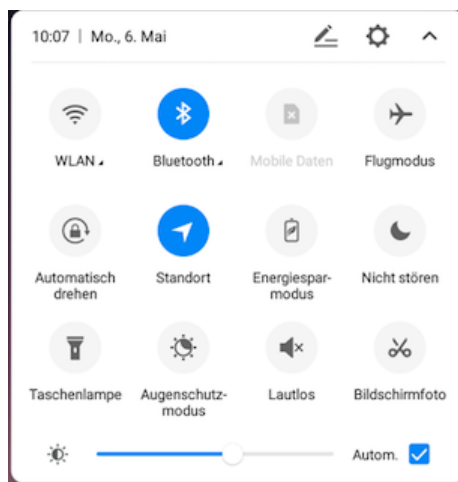 10:07 | Mo., 6. Mai
WLAN Bluetooth Mobile Daten Flugmodus
Automatisch drehen Standort Energiespar-modus Nicht stören
Taschenlampe Augenschutz-modus Lautlos Bildschirmfoto
Autom.